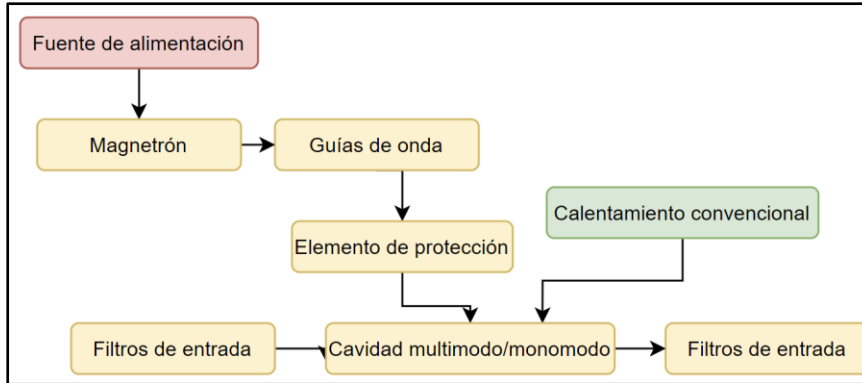 Fuente de alimentación
Magnetrón
Guías de onda
Calentamiento convencional
Elemento de protección
Filtros de entrada
Cavidad multimodo/monomodo
Filtros de entrada